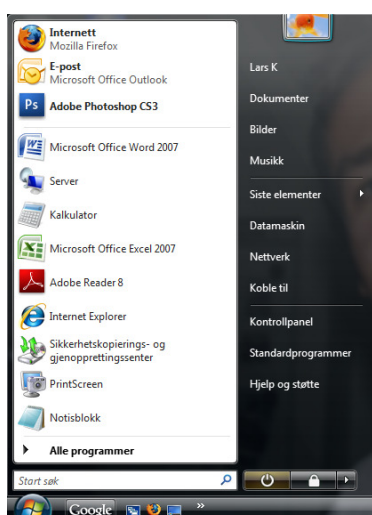 Internett
Mozilla Firefox
E-post
Microsoft Office Outlook
Ps Adobe Photoshop CS3
Microsoft Office Word 2007
Server
Kalkulator
Microsoft Office Excel 2007
Adobe Reader 8
Internet Explorer
Sikkerhetskopierings- og
gjenopprettingssenter
PrintScreen
Notisblokk
Alle programmer
Start søk
Lars K
Dokumenter
Bilder
Musikk
Siste elementer
Datamaskin
Nettverk
Koble til
Kontrollpanel
Standardprogrammer
Hjelp og støtte
Google »